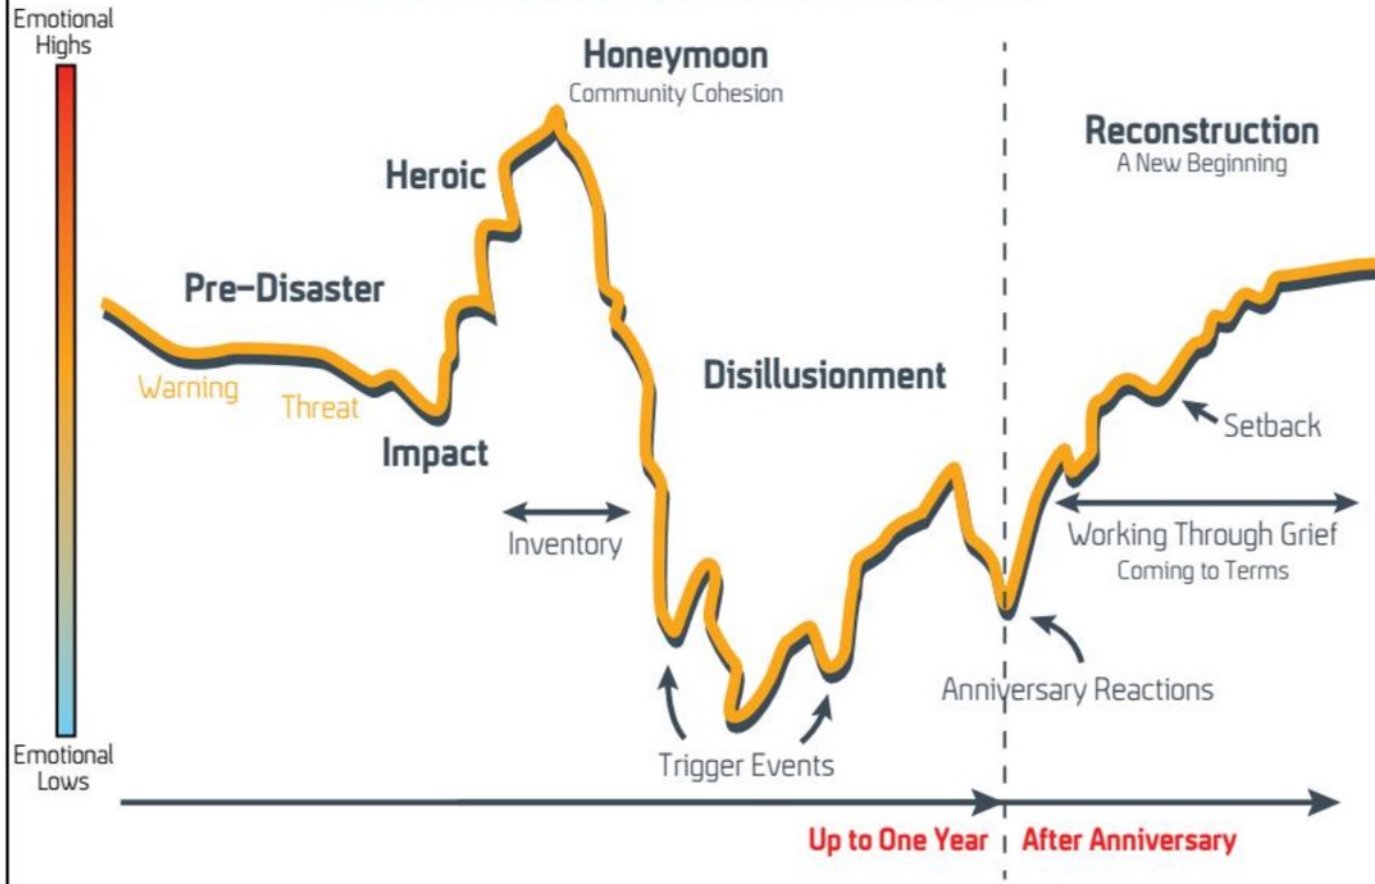 Emotional
Highs
Honeymoon
Community Cohesion
Reconstruction
A New Beginning
Heroic
Pre-Disaster
Warning
Threat
Impact
Disillusionment
Setback
Inventory
Working Through Grief
Coming to Terms
Anniversary Reactions
Trigger Events
Emotional
Lows
Up to One Year
After Anniversary